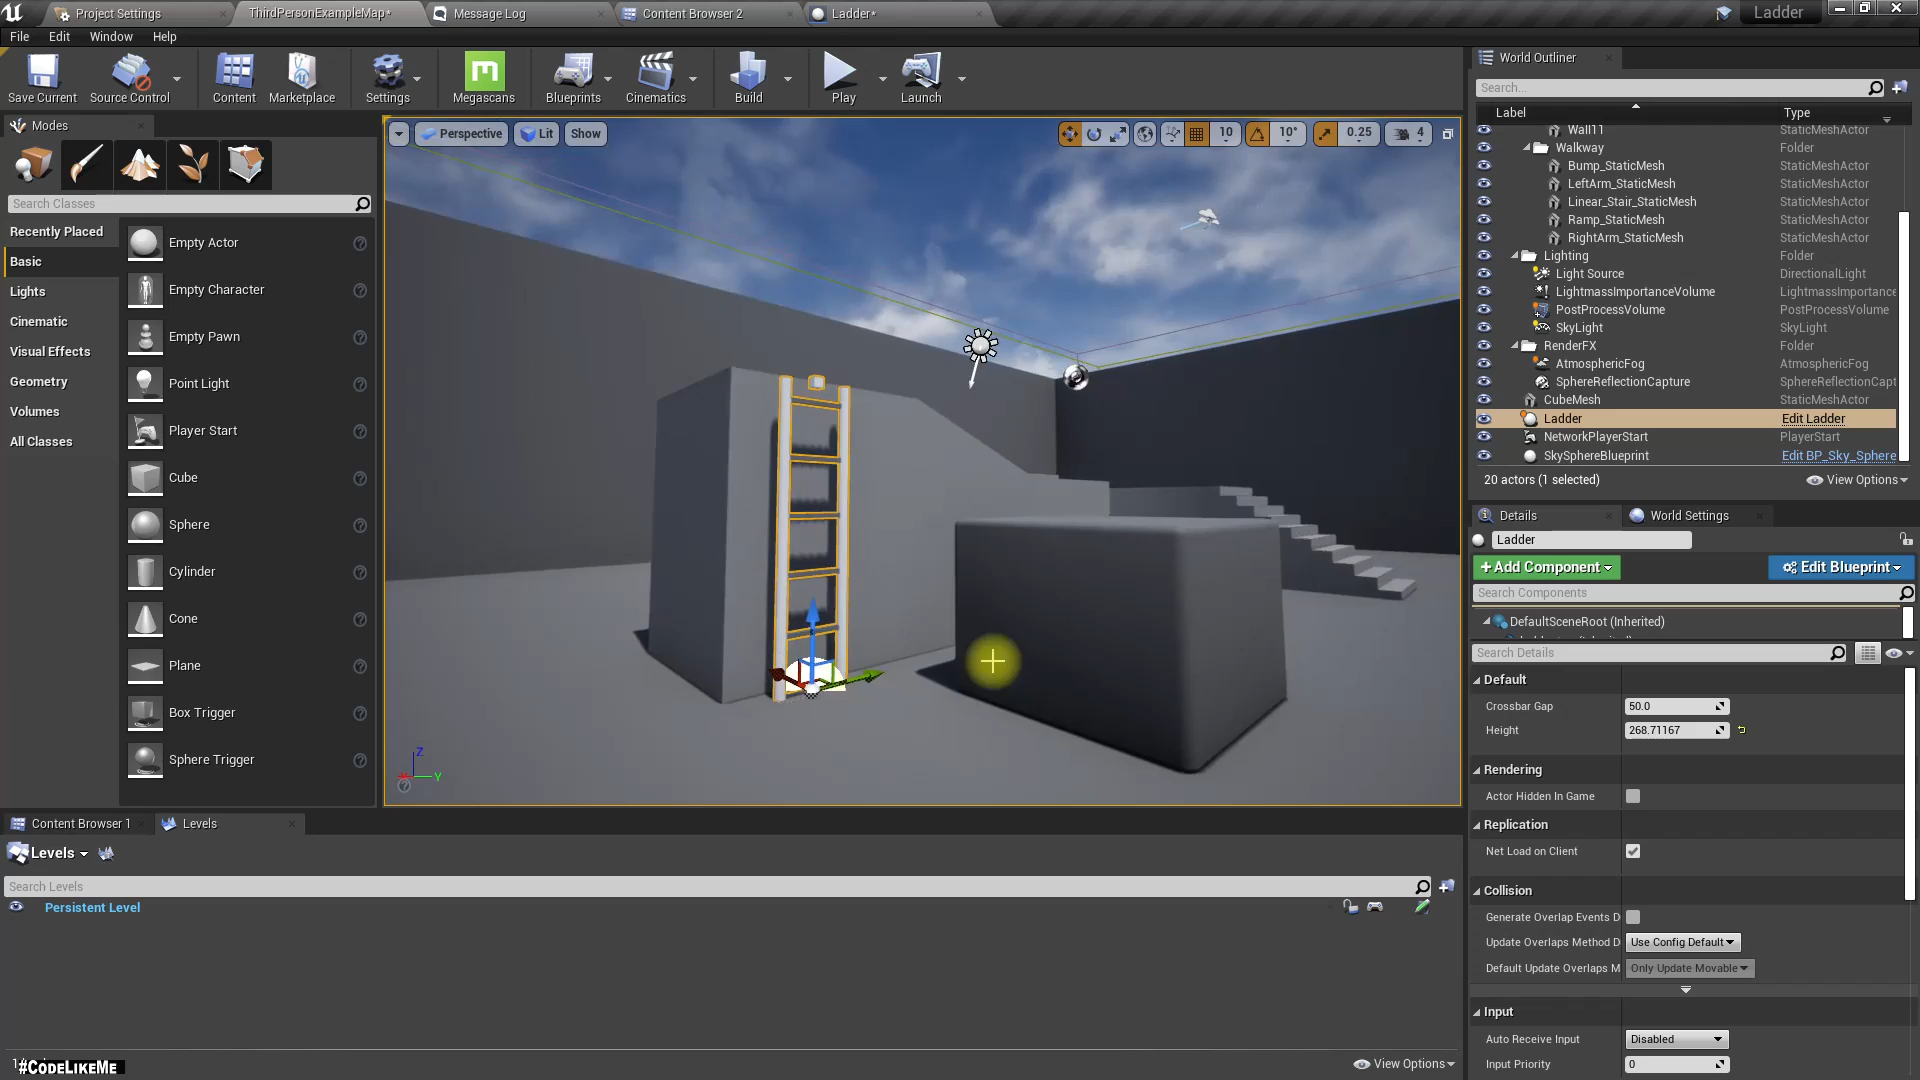 Project Settings
ThirdPersonExampleMap*
Message Log
Content Browser 2
Ladder*
Ladder
File
Edit
Window
Help
Save Current
Source Control
Content
Marketplace
Settings
Megascans
Blueprints
Cinematics
Build
Play
Launch
Modes
Search Classes
Recently Placed
Basic
Lights
Cinematic
Visual Effects
Geometry
Volumes
All Classes
Empty Actor
Empty Character
Empty Pawn
Point Light
Player Start
Cube
Sphere
Cylinder
Cone
Plane
Box Trigger
Sphere Trigger
Perspective
Lit
Show
10
10°
0.25
4
Z
Y
World Outliner
Search...
Label
Type
Wall11 StaticMeshActor
Walkway Folder
Bump_StaticMesh StaticMeshActor
LeftArm_StaticMesh StaticMeshActor
Linear_Stair_StaticMesh StaticMeshActor
Ramp_StaticMesh StaticMeshActor
RightArm_StaticMesh StaticMeshActor
Lighting Folder
Light Source DirectionalLight
LightmassImportanceVolume LightmassImportance
PostProcessVolume PostProcessVolume
SkyLight SkyLight
RenderFX Folder
AtmosphericFog AtmosphericFog
SphereReflectionCapture SphereReflectionCapt
CubeMesh StaticMeshActor
Ladder Edit Ladder
NetworkPlayerStart PlayerStart
SkySphereBlueprint Edit BP_Sky_Sphere
20 actors (1 selected)
View Options
Details
World Settings
Ladder
+Add Component
Edit Blueprint
Search Components
DefaultSceneRoot (Inherited)
Search Details
Default
Crossbar Gap 50.0
Height 268.71167
Rendering
Actor Hidden In Game
Replication
Net Load on Client
Collision
Generate Overlap Events D
Update Overlaps Method D Use Config Default
Default Update Overlaps M Only Update Movable
Input
Auto Receive Input Disabled
Input Priority 0
Content Browser 1
Levels
Levels
Search Levels
Persistent Level
#CodeLikeMe
View Options